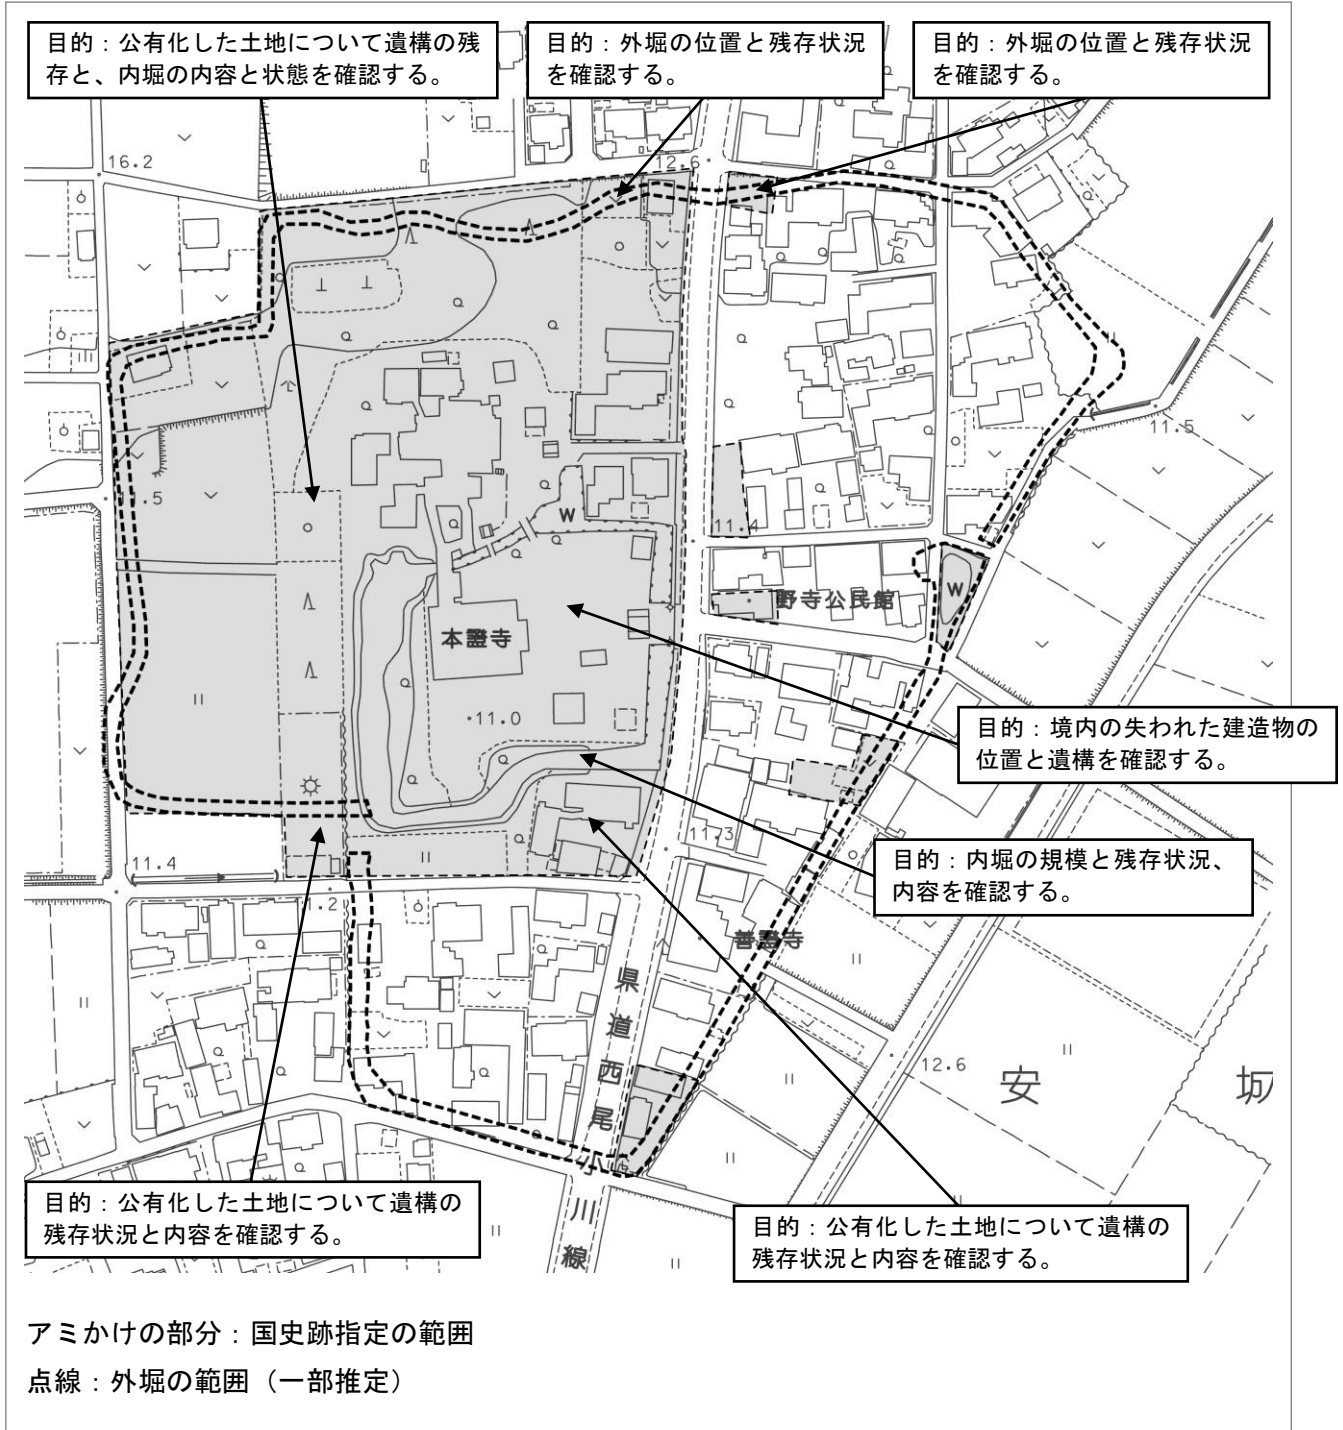 目的：公有化した土地について遺構の残
存と、内堀の内容と状態を確認する。
目的：外堀の位置と残存状況
を確認する。
目的：外堀の位置と残存状況
を確認する。
16.2
12.6
11.5
11.5
W
11.4
野寺公民館
W
本證寺
11.0
目的：境内の失われた建造物の
位置と遺構を確認する。
11.3
目的：内堀の規模と残存状況、
内容を確認する。
11.4
1.2
善證寺
県道西尾小川線
12.6
安城
目的：公有化した土地について遺構の
残存状況と内容を確認する。
目的：公有化した土地について遺構の
残存状況と内容を確認する。
アミかけの部分：国史跡指定の範囲
点線：外堀の範囲（一部推定）